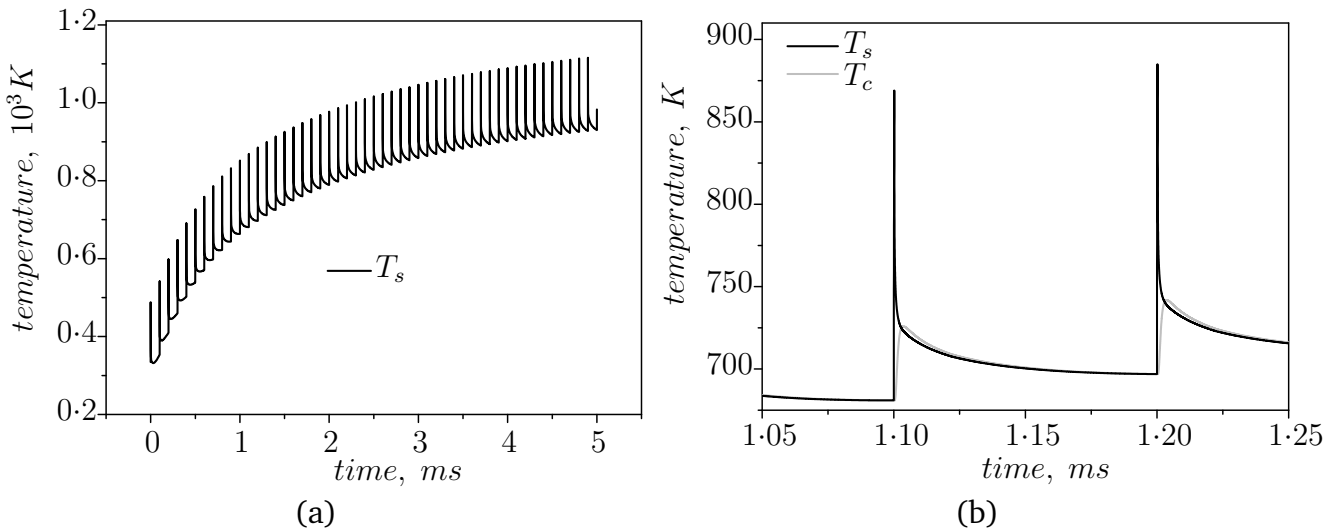 1·2
1·0
0·8
0·6
0·4
0·2
temperature, 10³K
T_s
0 1 2 3 4 5
time, ms
(a)
900
850
800
750
700
temperature, K
T_s
T_c
1·05 1·10 1·15 1·20 1·25
time, ms
(b)